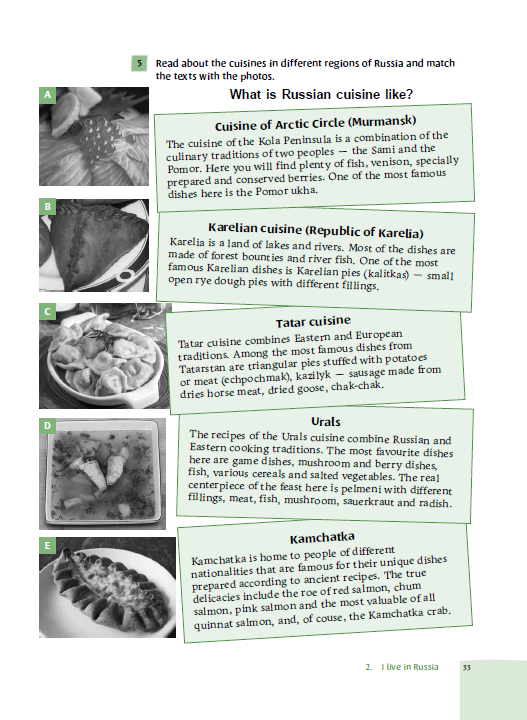 5 Read about the cuisines in different regions of Russia and match
the texts with the photos.
What is Russian cuisine like?
A
Cuisine of Arctic Circle (Murmansk)
The cuisine of the Kola Peninsula is a combination of the
culinary traditions of two peoples — the Sami and the
Pomor. Here you will find plenty of fish, venison, specially
prepared and conserved berries. One of the most famous
dishes here is the Pomor ukha.
B
Karelian cuisine (Republic of Karelia)
Karelia is a land of lakes and rivers. Most of the dishes are
made of forest bounties and river fish. One of the most
famous Karelian dishes is Karelian pies (kalitkas) — small
open rye dough pies with different fillings.
C
Tatar cuisine
Tatar cuisine combines Eastern and European
traditions. Among the most famous dishes from
Tatarstan are triangular pies stuffed with potatoes
or meat (echpochmak), kazilyk — sausage made from
dries horse meat, dried goose, chak-chak.
D
Urals
The recipes of the Urals cuisine combine Russian and
Eastern cooking traditions. The most favourite dishes
here are game dishes, mushroom and berry dishes,
fish, various cereals and salted vegetables. The real
centerpiece of the feast here is pelmeni with different
fillings, meat, fish, mushroom, sauerkraut and radish.
E
Kamchatka
Kamchatka is home to people of different
nationalities that are famous for their unique dishes
prepared according to ancient recipes. The true
delicacies include the roe of red salmon, chum
salmon, pink salmon and the most valuable of all
quinnat salmon, and, of couse, the Kamchatka crab.
2. I live in Russia 33